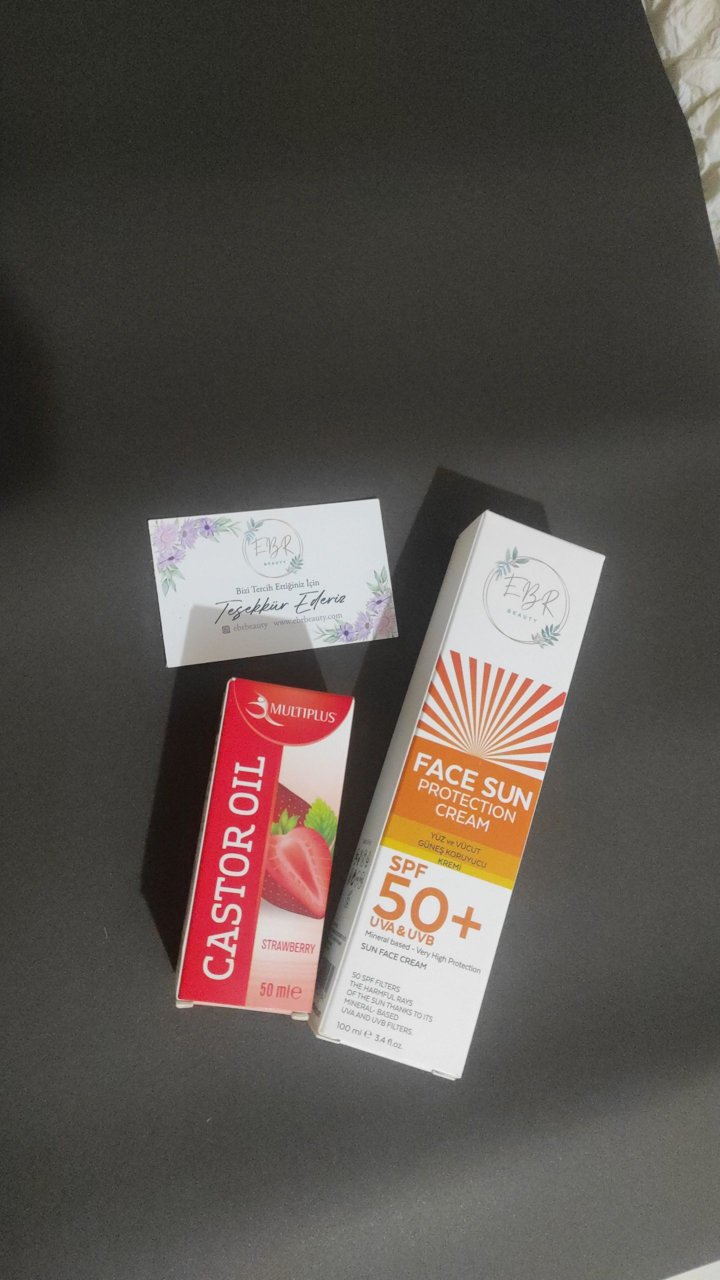 EBR
BEAUTY
Bizi Tercih Ettiğiniz İçin
Teşekkür Ederiz
ebrbeauty www.ebrbeauty.com
MULTIPLUS
CASTOR OIL
STRAWBERRY
50 ml e
EBR
BEAUTY
FACE SUN
PROTECTION
CREAM
YÜZ ve VÜCUT
GÜNEŞ KORUYUCU
KREMİ
SPF
50+
UVA & UVB
Mineral based - Very High Protection
SUN FACE CREAM
50 SPF FILTERS
THE HARMFUL RAYS
OF THE SUN THANKS TO ITS
MINERAL- BASED
UVA AND UVB FILTERS.
100 ml e 3.4 fl.oz.